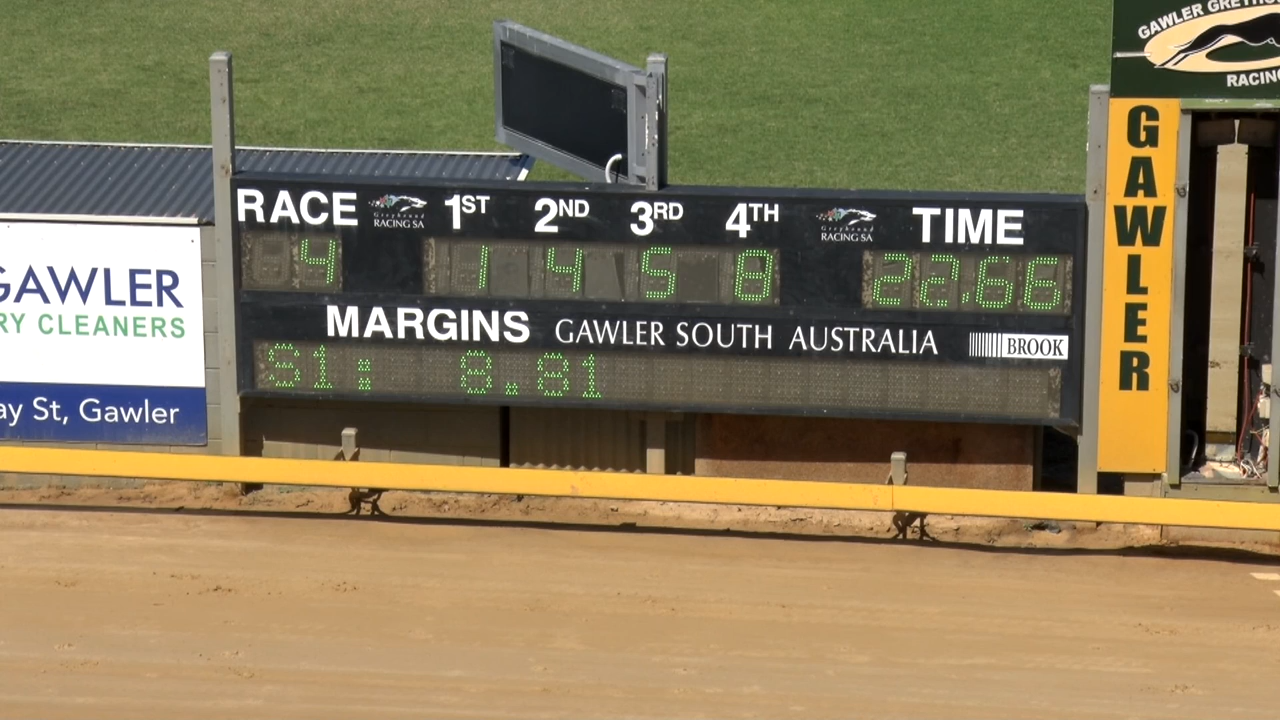 GAWLER GREYHO
RACING
GAWLER
RACE
Greyhound
RACING SA
1ST 2ND 3RD 4TH
Greyhound
RACING SA
TIME
4 1 4 5 8 22.66
MARGINS GAWLER SOUTH AUSTRALIA BROOK
S1: 8.81
GAWLER
RY CLEANERS
ay St, Gawler